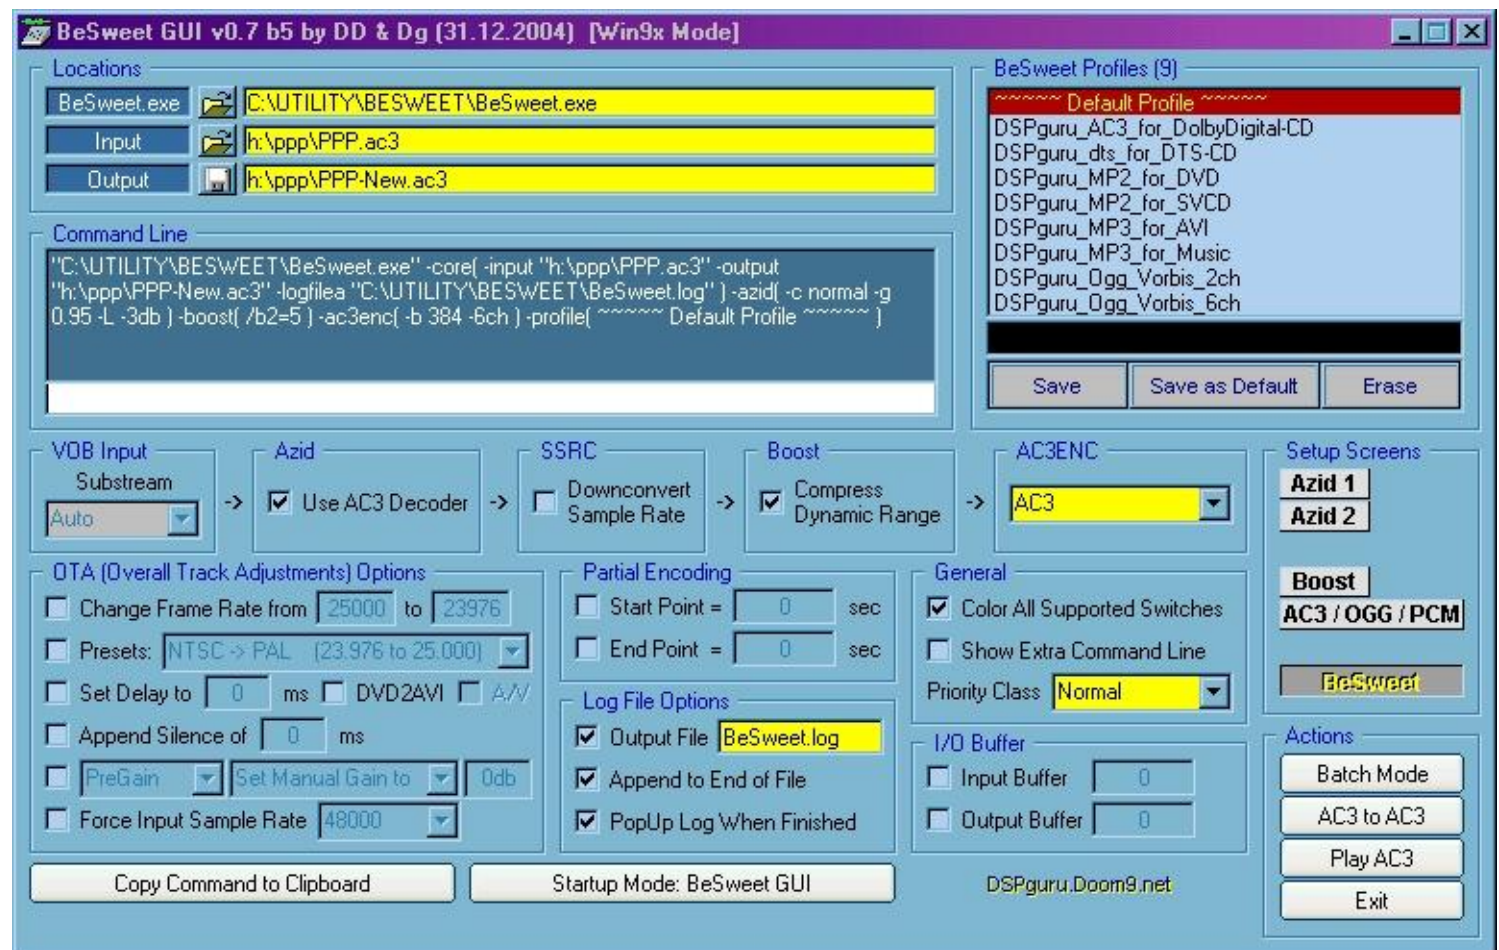 BeSweet GUI v0.7 b5 by DD & Dg (31.12.2004) [Win9x Mode]
Locations
BeSweet.exe C:\UTILITY\BESWEET\BeSweet.exe
Input h:\ppp\PPP.ac3
Output h:\ppp\PPP-New.ac3
Command Line
"C:\UTILITY\BESWEET\BeSweet.exe" -core( -input "h:\ppp\PPP.ac3" -output
"h:\ppp\PPP-New.ac3" -logfilea "C:\UTILITY\BESWEET\BeSweet.log" ) -azid( -c normal -g
0.95 -L -3db ) -boost( /b2=5 ) -ac3enc( -b 384 -6ch ) -profile( ~~~~~ Default Profile ~~~~~ )
BeSweet Profiles (9)
~~~~~ Default Profile ~~~~~
DSPguru_AC3_for_DolbyDigital-CD
DSPguru_dts_for_DTS-CD
DSPguru_MP2_for_DVD
DSPguru_MP2_for_SVCD
DSPguru_MP3_for_AVI
DSPguru_MP3_for_Music
DSPguru_Ogg_Vorbis_2ch
DSPguru_Ogg_Vorbis_6ch
Save Save as Default Erase
VOB Input
Substream
Auto
->
Azid
Use AC3 Decoder
->
SSRC
Downconvert
Sample Rate
->
Boost
Compress
Dynamic Range
->
AC3ENC
AC3
Setup Screens
Azid 1
Azid 2
Boost
AC3 / OGG / PCM
BeSweet
OTA (Overall Track Adjustments) Options
Change Frame Rate from 25000 to 23976
Presets: NTSC -> PAL (23.976 to 25.000)
Set Delay to 0 ms DVD2AVI A/V
Append Silence of 0 ms
PreGain Set Manual Gain to 0db
Force Input Sample Rate 48000
Partial Encoding
Start Point = 0 sec
End Point = 0 sec
Log File Options
Output File BeSweet.log
Append to End of File
PopUp Log When Finished
General
Color All Supported Switches
Show Extra Command Line
Priority Class Normal
I/O Buffer
Input Buffer 0
Output Buffer 0
Actions
Batch Mode
AC3 to AC3
Play AC3
Exit
Copy Command to Clipboard
Startup Mode: BeSweet GUI
DSPguru.Doom9.net